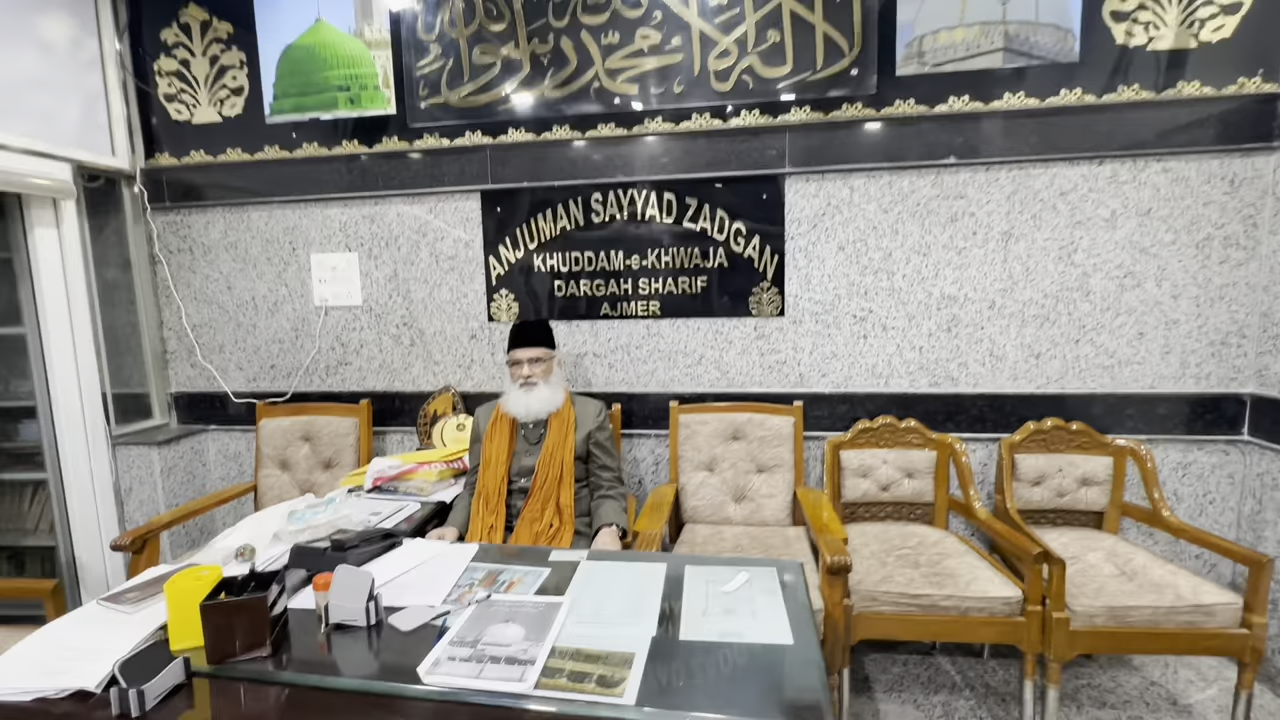 لا إله إلا الله محمد رسول الله
ANJUMAN SAYYAD ZADGAN
KHUDDAM-e-KHWAJA
DARGAH SHARIF
AJMER